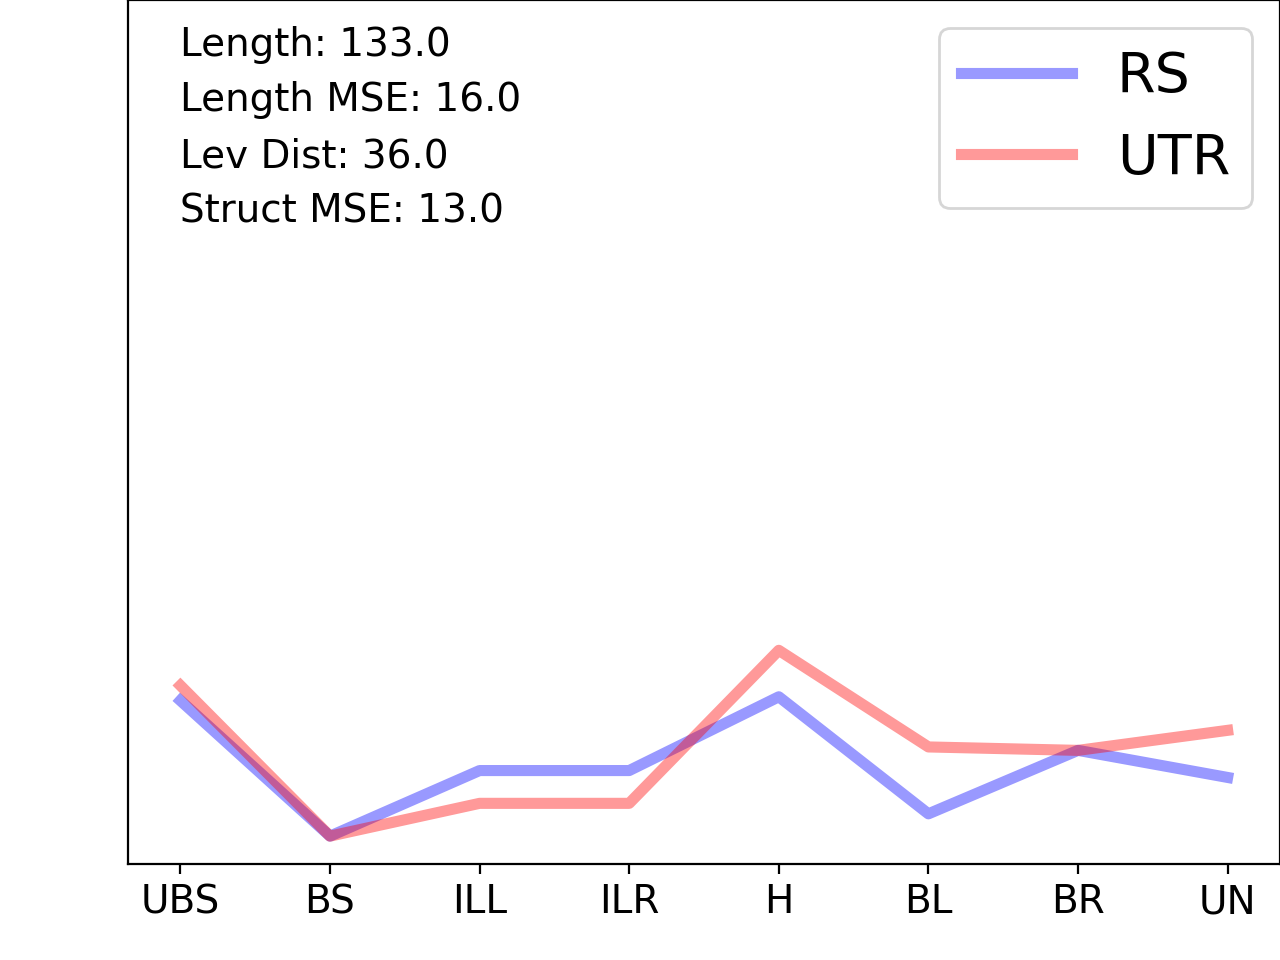 Length: 133.0
Length MSE: 16.0
Lev Dist: 36.0
Struct MSE: 13.0
RS
UTR
UBS BS ILL ILR H BL BR UN